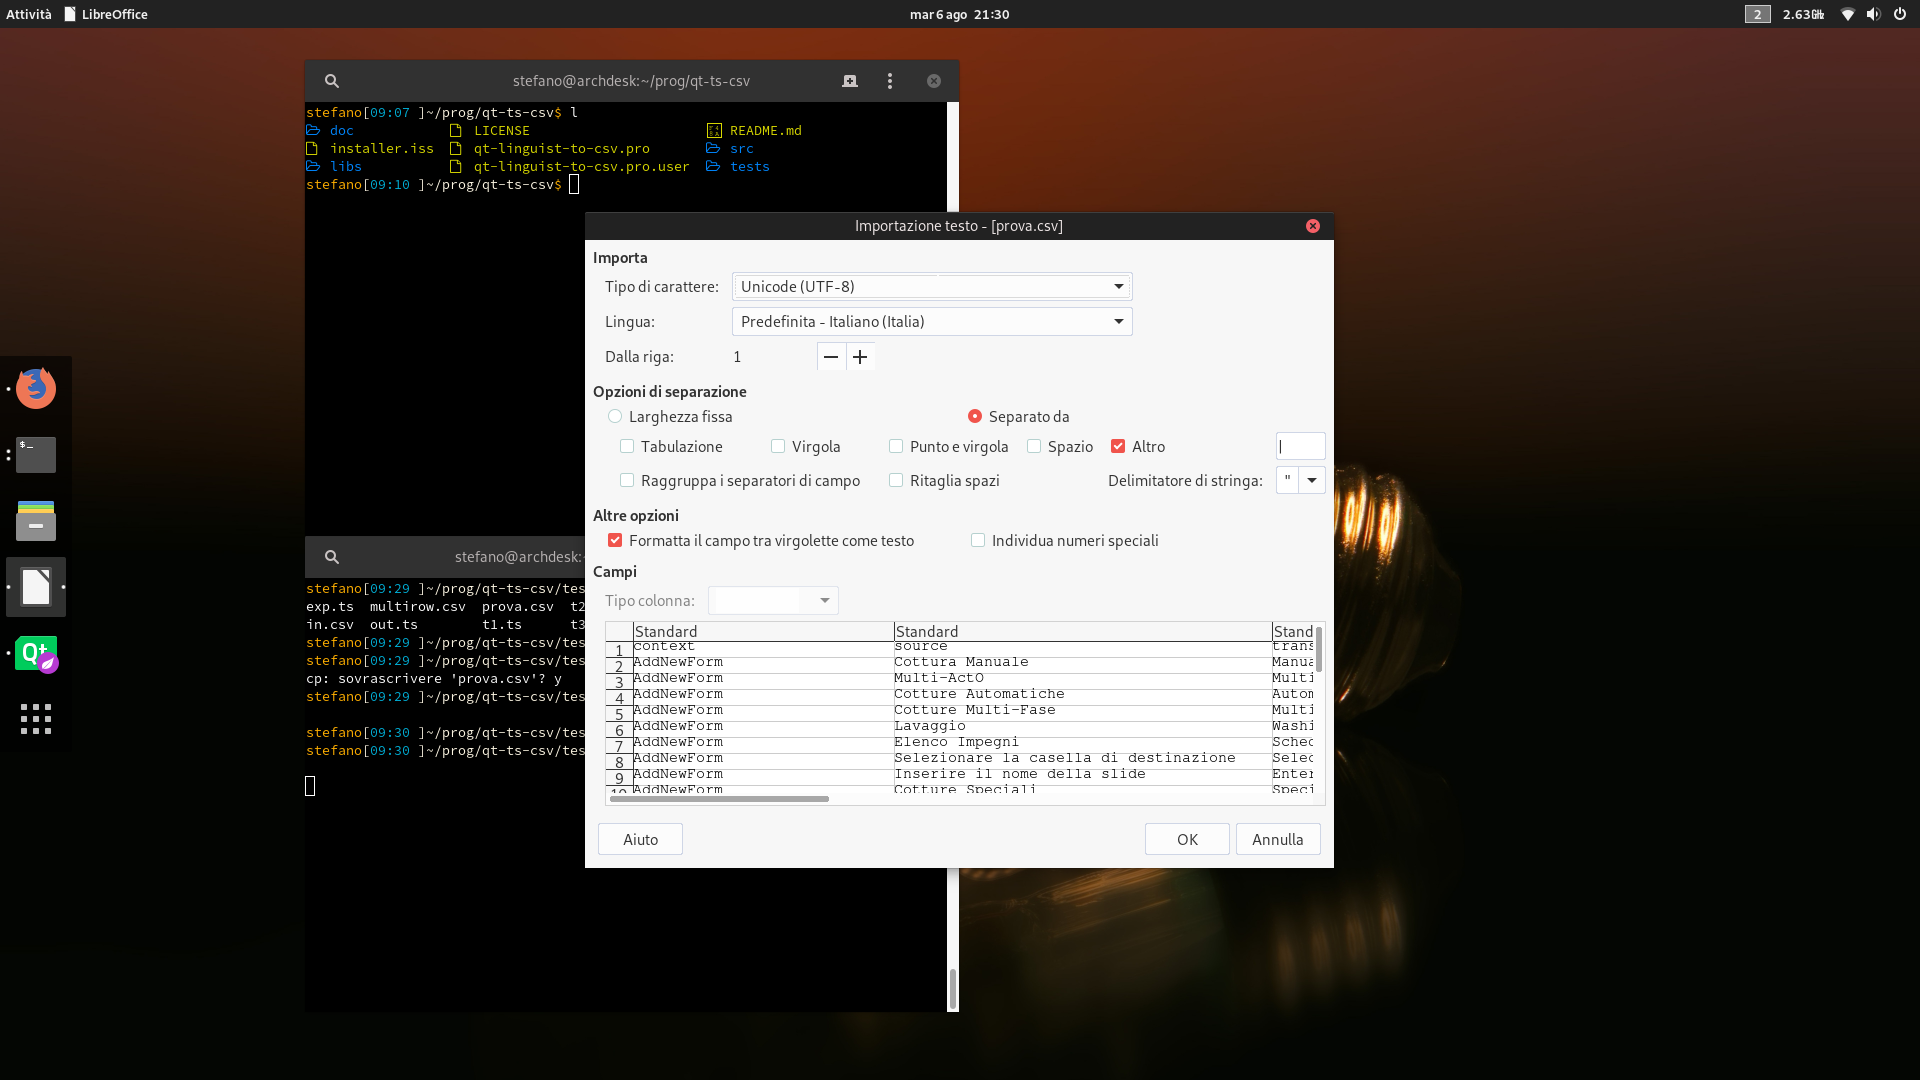 Attività LibreOffice mar 6 ago 21:30 2 2.63GHz
stefano@archdesk:~/prog/qt-ts-csv
stefano[09:07 ]~/prog/qt-ts-csv$ l
doc LICENSE README.md
installer.iss qt-linguist-to-csv.pro src
libs qt-linguist-to-csv.pro.user tests
stefano[09:10 ]~/prog/qt-ts-csv$
stefano@archdesk:
stefano[09:29 ]~/prog/qt-ts-csv/tes
exp.ts multirow.csv prova.csv t2
in.csv out.ts t1.ts t3
stefano[09:29 ]~/prog/qt-ts-csv/tes
stefano[09:29 ]~/prog/qt-ts-csv/tes
cp: sovrascrivere 'prova.csv'? y
stefano[09:29 ]~/prog/qt-ts-csv/tes
stefano[09:30 ]~/prog/qt-ts-csv/tes
stefano[09:30 ]~/prog/qt-ts-csv/tes
Importazione testo - [prova.csv]
Importa
Tipo di carattere: Unicode (UTF-8)
Lingua: Predefinita - Italiano (Italia)
Dalla riga: 1
Opzioni di separazione
Larghezza fissa Separato da
Tabulazione Virgola Punto e virgola Spazio Altro |
Raggruppa i separatori di campo Ritaglia spazi Delimitatore di stringa: "
Altre opzioni
Formatta il campo tra virgolette come testo Individua numeri speciali
Campi
Tipo colonna:
Standard Standard Stand
1 context source trans
2 AddNewForm Cottura Manuale Manua
3 AddNewForm Multi-ActO Multi
4 AddNewForm Cotture Automatiche Autom
5 AddNewForm Cotture Multi-Fase Multi
6 AddNewForm Lavaggio Washi
7 AddNewForm Elenco Impegni Sched
8 AddNewForm Selezionare la casella di destinazione Selec
9 AddNewForm Inserire il nome della slide Enter
10 AddNewForm Cotture Speciali Speci
Aiuto OK Annulla
$_
Qt